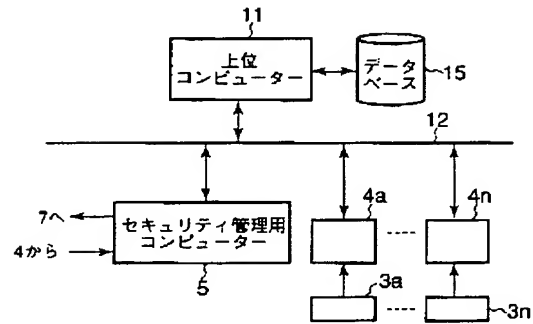 11
上位
コンピューター
データ
ベース
15
12
7へ
4から
セキュリティ管理用
コンピューター
5
4a
4n
3a
3n